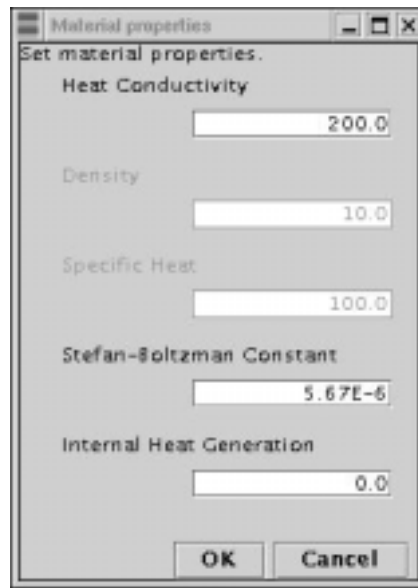 Material properties
Set material properties.
Heat Conductivity
200.0
Density
10.0
Specific Heat
100.0
Stefan-Boltzman Constant
5.67E-6
Internal Heat Generation
0.0
OK Cancel